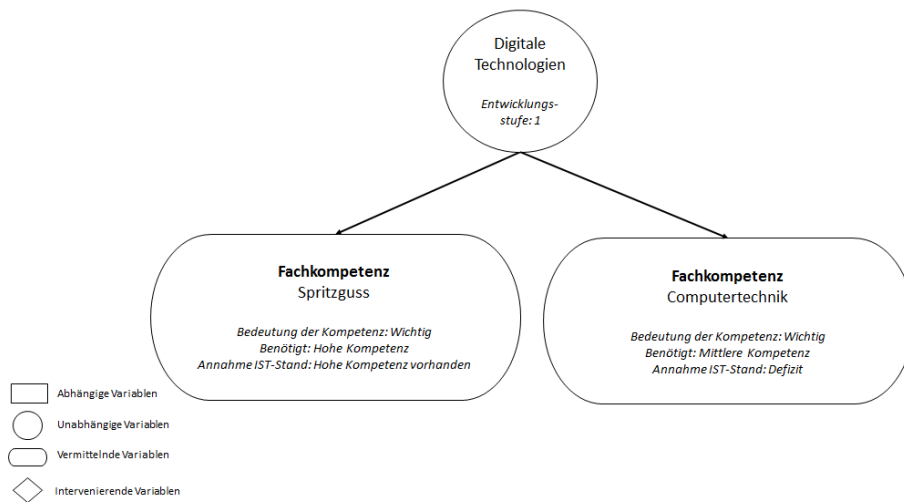 Digitale
Technologien
Entwicklungs-
stufe: 1
Fachkompetenz
Spritzguss
Bedeutung der Kompetenz: Wichtig
Benötigt: Hohe Kompetenz
Annahme IST-Stand: Hohe Kompetenz vorhanden
Fachkompetenz
Computertechnik
Bedeutung der Kompetenz: Wichtig
Benötigt: Mittlere Kompetenz
Annahme IST-Stand: Defizit
Abhängige Variablen
Unabhängige Variablen
Vermittelnde Variablen
Intervenierende Variablen